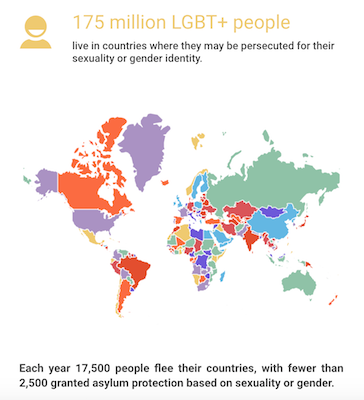 175 million LGBT+ people
live in countries where they may be persecuted for their
sexuality or gender identity.
Each year 17,500 people flee their countries, with fewer than
2,500 granted asylum protection based on sexuality or gender.